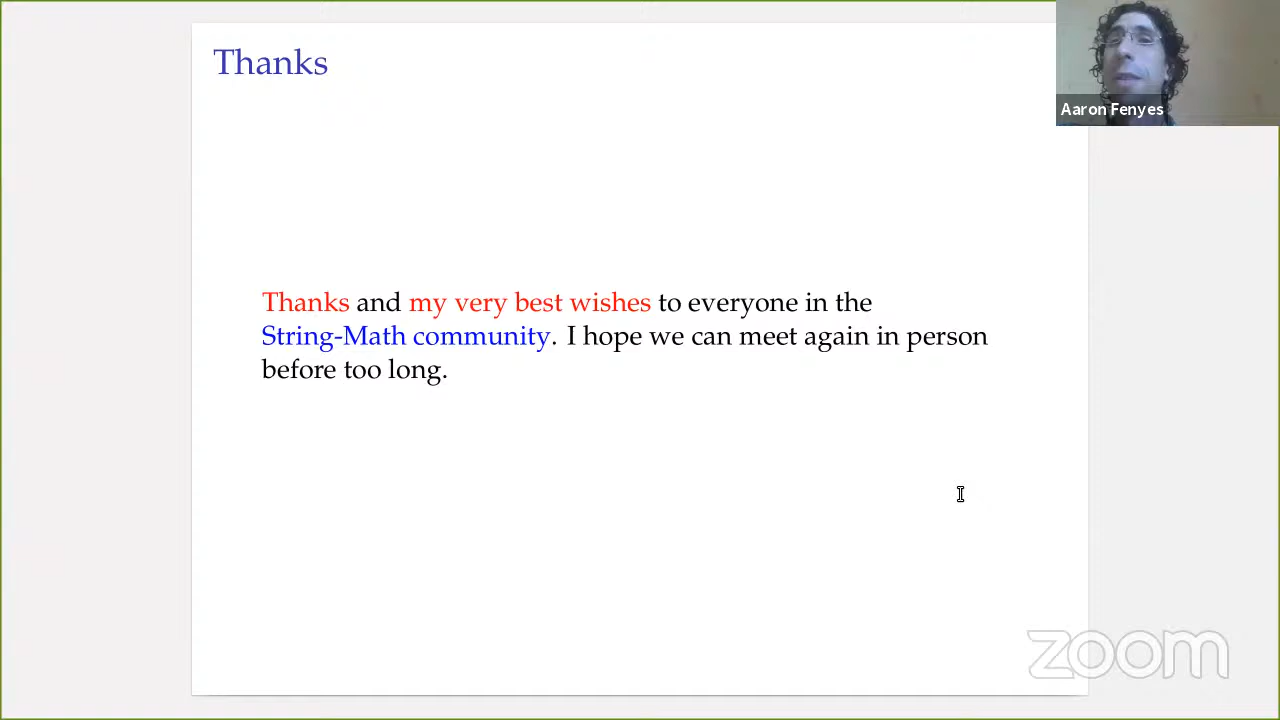 Thanks
Aaron Fenyes
Thanks and my very best wishes to everyone in the
String-Math community. I hope we can meet again in person
before too long.
zoom